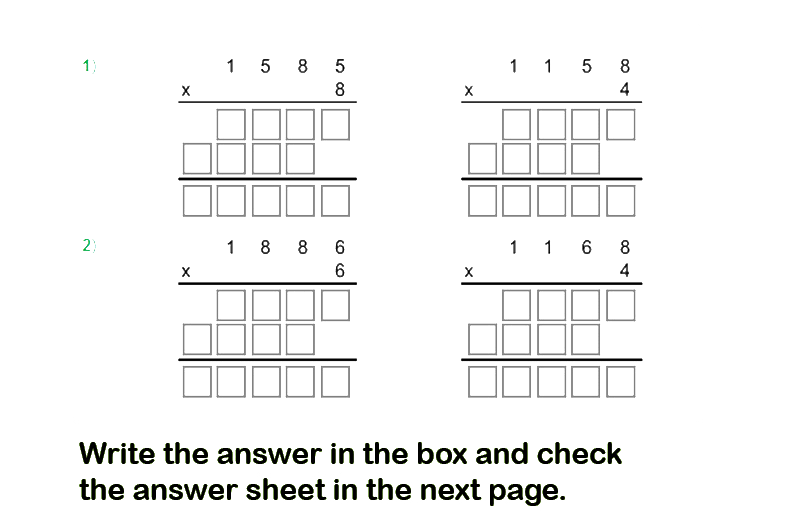 1) 1 5 8 5 1 1 5 8
x 8 x 4
2) 1 8 8 6 1 1 6 8
x 6 x 4
Write the answer in the box and check
the answer sheet in the next page.